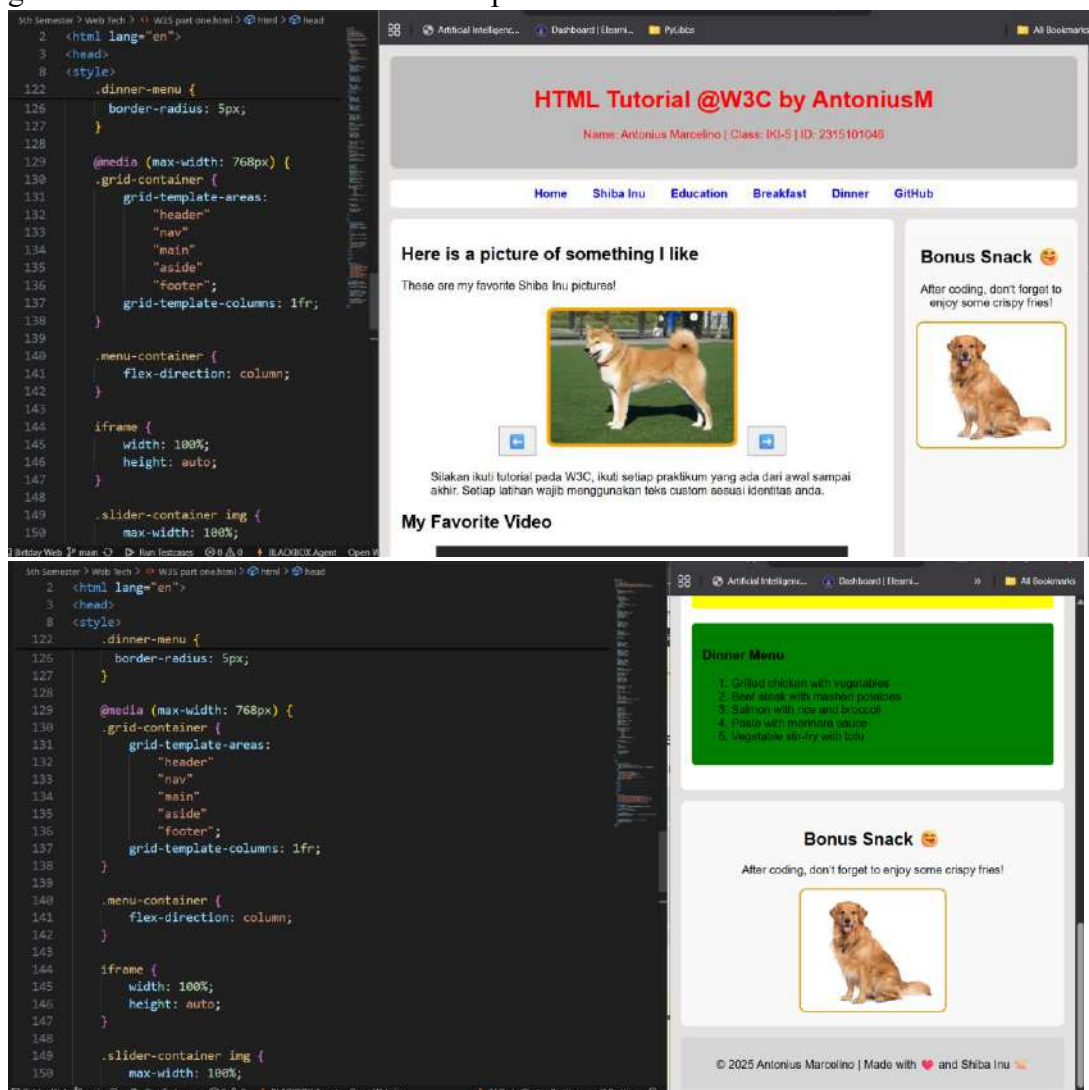 5th Semester > Web Tech > W3S part one.html > html > head
2 <html lang="en">
3 <head>
8 <style>
122 .dinner-menu {
126 border-radius: 5px;
127 }
128
129 @media (max-width: 768px) {
130 .grid-container {
131 grid-template-areas:
132 "header"
133 "nav"
134 "main"
135 "aside"
136 "footer";
137 grid-template-columns: 1fr;
138 }
139
140 .menu-container {
141 flex-direction: column;
142 }
143
144 iframe {
145 width: 100%;
146 height: auto;
147 }
148
149 .slider-container img {
150 max-width: 100%;
Birtday Web main Run Testcases 0 0 BLACKBOX Agent Open W
Artificial Intelligenc... Dashboard | Elearni... PyLibbs All Bookmarks
HTML Tutorial @W3C by AntoniusM
Name: Antonius Marcelino | Class: IKI-5 | ID: 2315101046
Home Shiba Inu Education Breakfast Dinner GitHub
Here is a picture of something I like
These are my favorite Shiba Inu pictures!
Silakan ikuti tutorial pada W3C, ikuti setiap praktikum yang ada dari awal sampai
akhir. Setiap latihan wajib menggunakan teks custom sesuai identitas anda.
My Favorite Video
Bonus Snack 🥰
After coding, don't forget to
enjoy some crispy fries!
5th Semester > Web Tech > W3S part one.html > html > head
2 <html lang="en">
3 <head>
8 <style>
122 .dinner-menu {
126 border-radius: 5px;
127 }
128
129 @media (max-width: 768px) {
130 .grid-container {
131 grid-template-areas:
132 "header"
133 "nav"
134 "main"
135 "aside"
136 "footer";
137 grid-template-columns: 1fr;
138 }
139
140 .menu-container {
141 flex-direction: column;
142 }
143
144 iframe {
145 width: 100%;
146 height: auto;
147 }
148
149 .slider-container img {
150 max-width: 100%;
Artificial Intelligenc... Dashboard | Elearni... » All Bookmarks
Dinner Menu
1. Grilled chicken with vegetables
2. Beef steak with mashed potatoes
3. Salmon with rice and broccoli
4. Pasta with marinara sauce
5. Vegetable stir-fry with tofu
Bonus Snack 🥰
After coding, don't forget to enjoy some crispy fries!
© 2025 Antonius Marcelino | Made with ❤️ and Shiba Inu